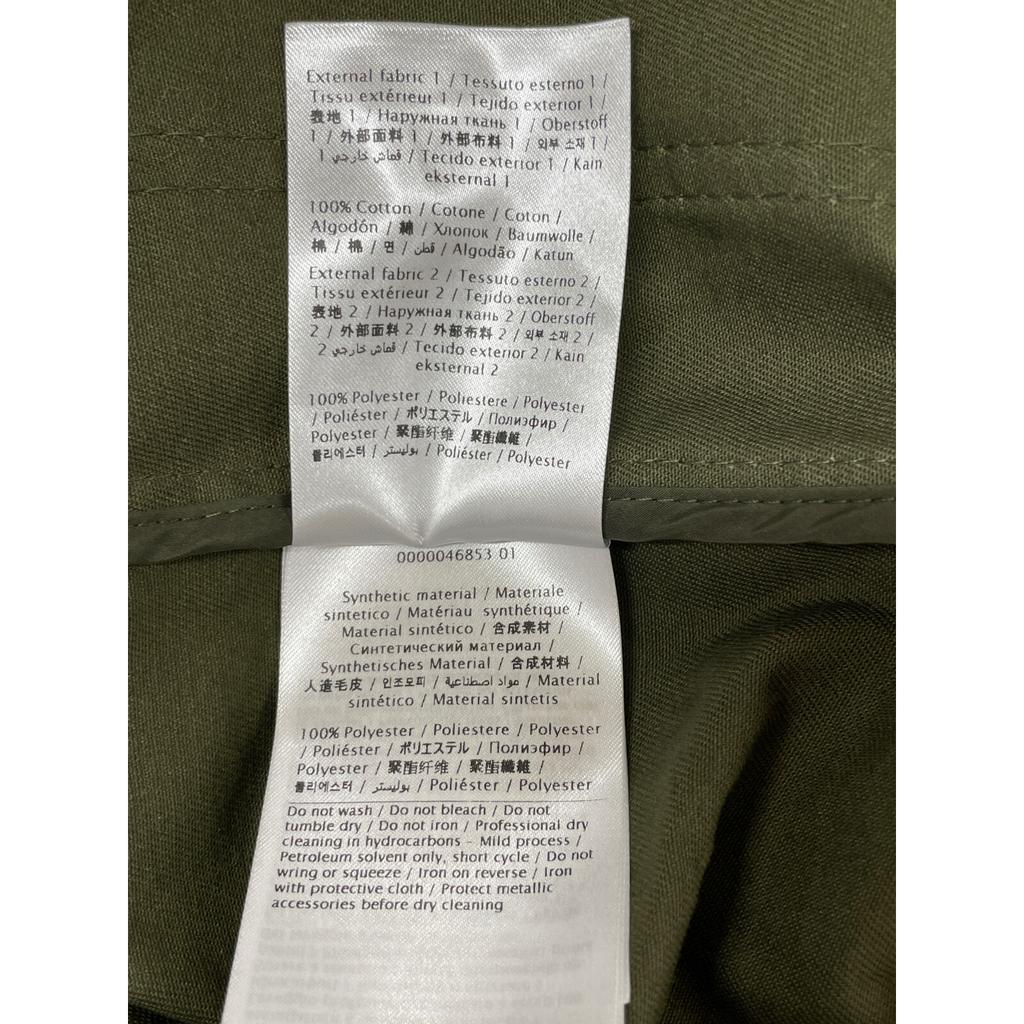 External fabric 1 / Tessuto esterno 1 /
Tissu extérieur 1 / Tejido exterior 1 /
表地 1 / Наружная ткань 1 / Oberstoff
1 / 外部面料 1 / 外部布料 1 / 외부 소재 1 /
قماش خارجي 1 / Tecido exterior 1 / Kain
eksternal 1
100% Cotton / Cotone / Coton /
Algodón / 綿 / Хлопок / Baumwolle /
棉 / 棉 / 면 / قطن / Algodão / Katun
External fabric 2 / Tessuto esterno 2 /
Tissu extérieur 2 / Tejido exterior 2 /
表地 2 / Наружная ткань 2 / Oberstoff
2 / 外部面料 2 / 外部布料 2 / 외부 소재 2 /
قماش خارجي 2 / Tecido exterior 2 / Kain
eksternal 2
100% Polyester / Poliestere / Polyester
/ Poliéster / ポリエステル / Полиэфир /
Polyester / 聚酯纤维 / 聚酯纖維 /
폴리에스터 / بوليستر / Poliéster / Polyester
0000046853 01
Synthetic material / Materiale
sintetico / Matériau synthétique /
Material sintético / 合成素材 /
Синтетический материал /
Synthetisches Material / 合成材料 /
人造毛皮 / 인조모피 / مواد اصطناعية / Material
sintético / Material sintetis
100% Polyester / Poliestere / Polyester
/ Poliéster / ポリエステル / Полиэфир /
Polyester / 聚酯纤维 / 聚酯纖維 /
폴리에스터 / بوليستر / Poliéster / Polyester
Do not wash / Do not bleach / Do not
tumble dry / Do not iron / Professional dry
cleaning in hydrocarbons - Mild process /
Petroleum solvent only, short cycle / Do not
wring or squeeze / Iron on reverse / Iron
with protective cloth / Protect metallic
accessories before dry cleaning